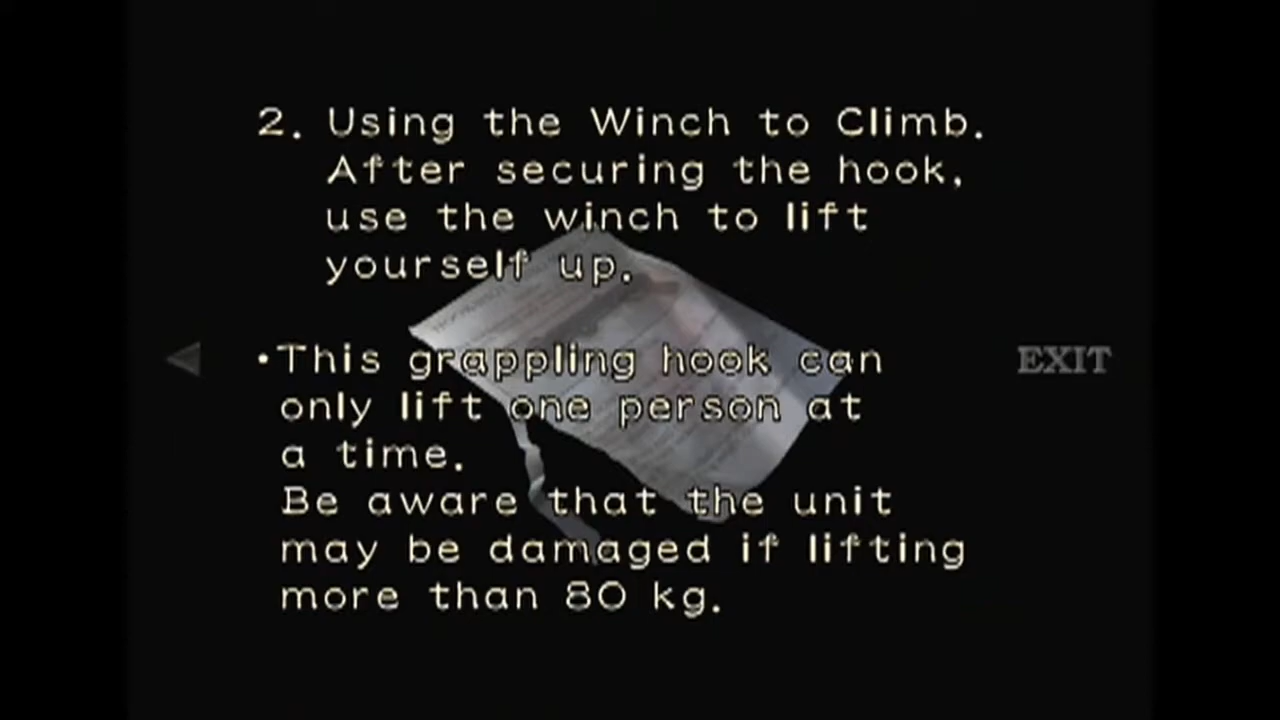 2. Using the Winch to Climb.
After securing the hook,
use the winch to lift
yourself up.
•This grappling hook can
only lift one person at
a time.
Be aware that the unit
may be damaged if lifting
more than 80 kg.
EXIT